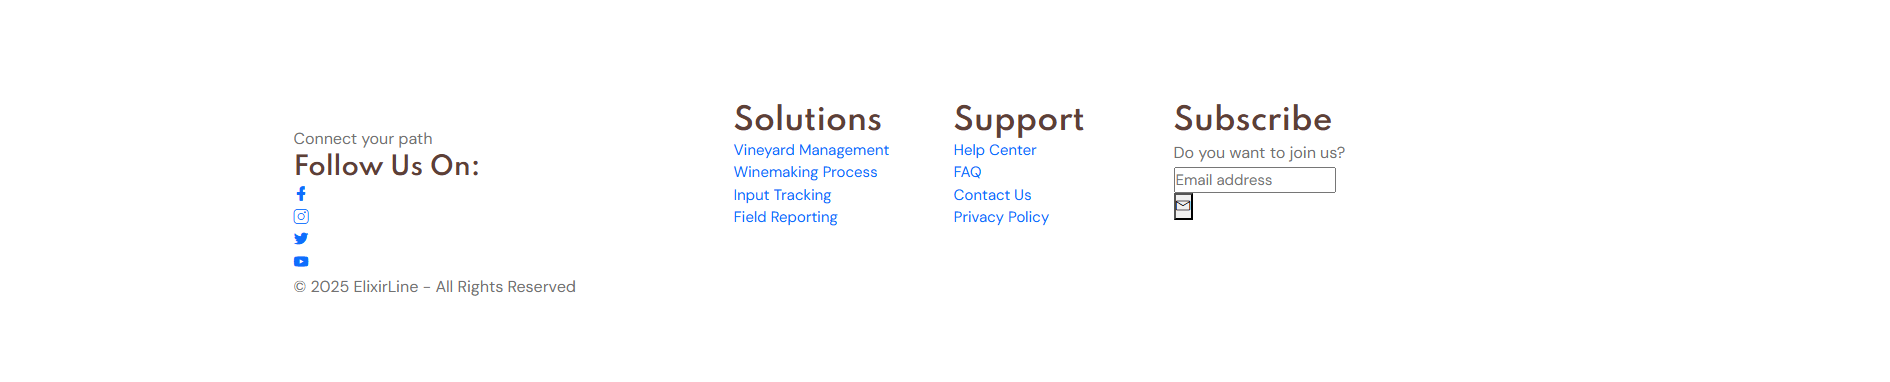 Connect your path
Follow Us On:
© 2025 ElixirLine - All Rights Reserved
Solutions
Vineyard Management
Winemaking Process
Input Tracking
Field Reporting
Support
Help Center
FAQ
Contact Us
Privacy Policy
Subscribe
Do you want to join us?
Email address